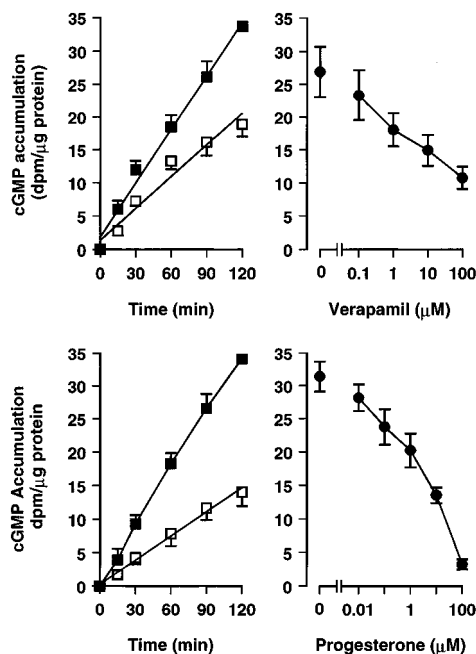 cGMP accumulation
(dpm/µg protein)
35
30
25
20
15
10
5
0
0 30 60 90 120
Time (min)
35
30
25
20
15
10
5
0
0 0.1 1 10 100
Verapamil (µM)
cGMP Accumulation
dpm/µg protein
35
30
25
20
15
10
5
0
0 30 60 90 120
Time (min)
35
30
25
20
15
10
5
0
0 0.01 1 100
Progesterone (µM)